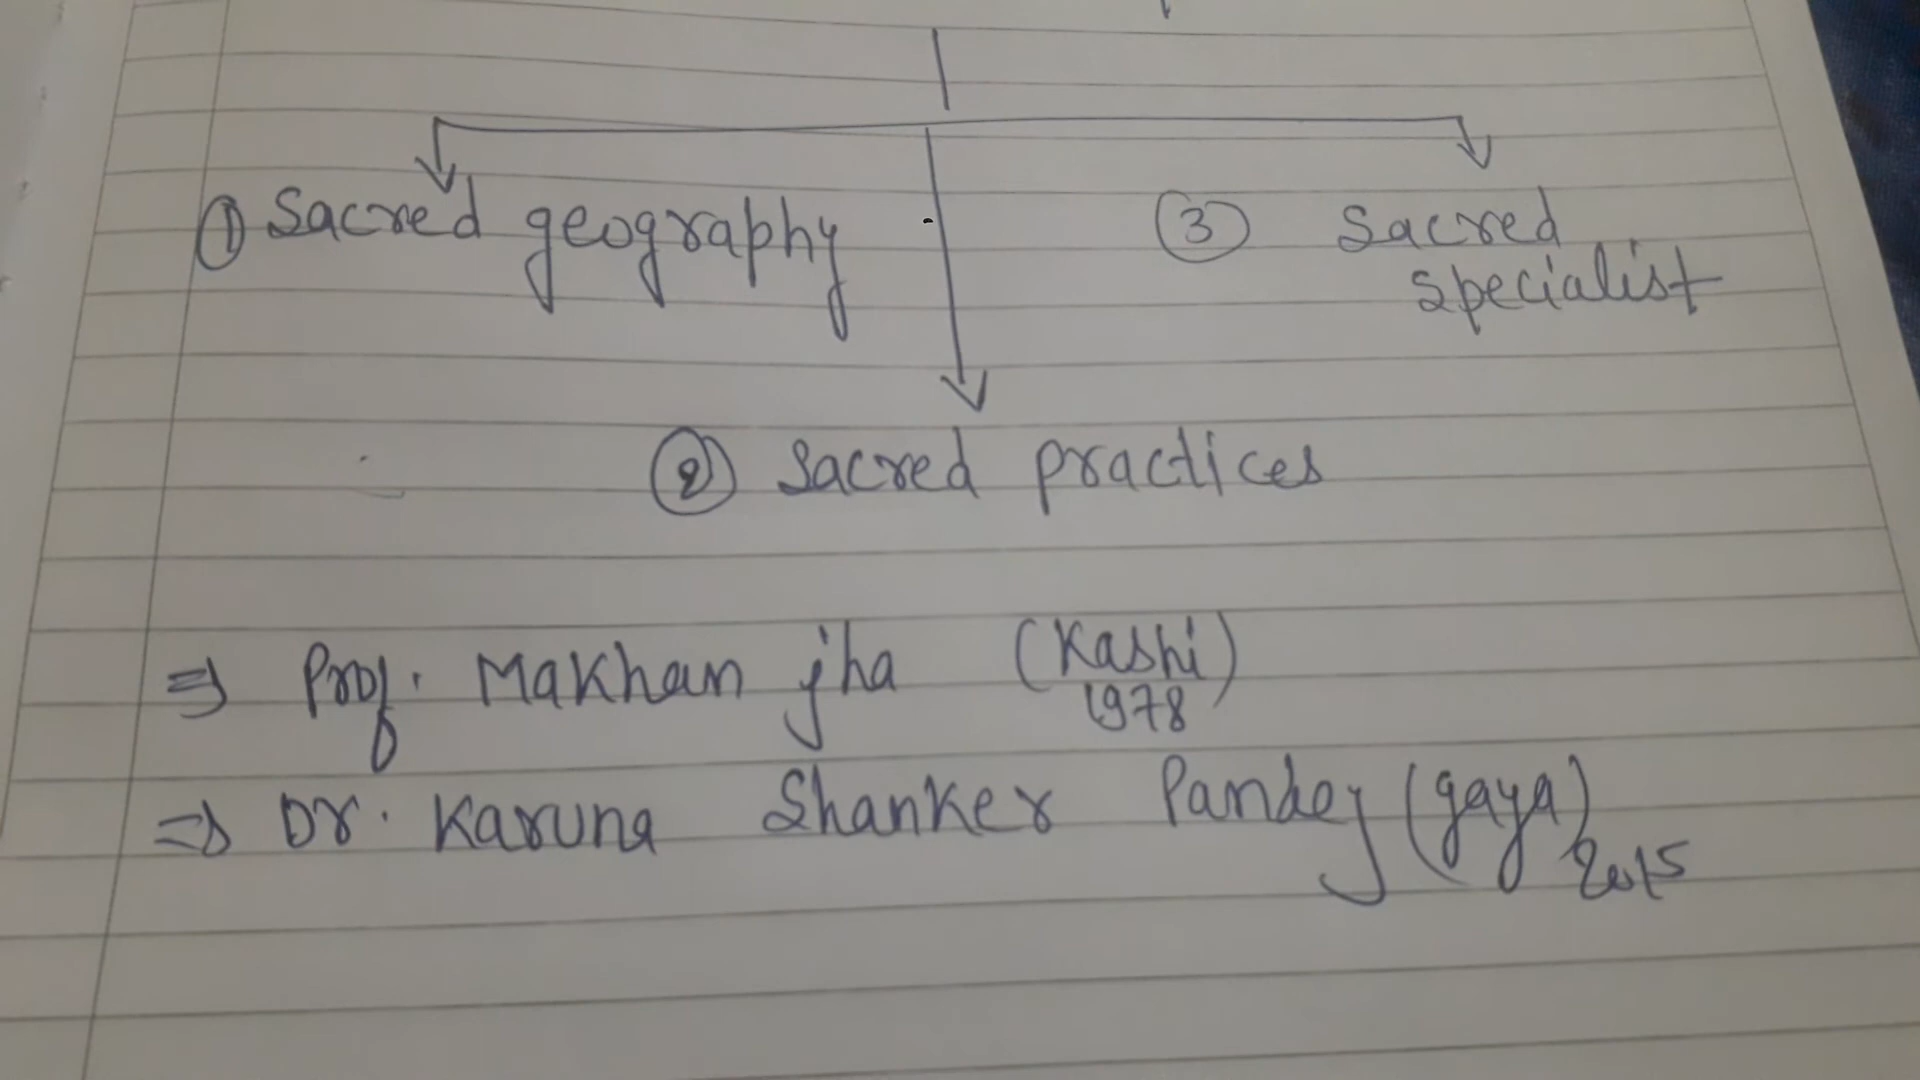 ① Sacred geography
③ Sacred
specialist
② Sacred practices
⇒ Prof. Makhan jha (Kashi)
1978
⇒ Dr. Karuna Shanker Pandey (gaya)
2015